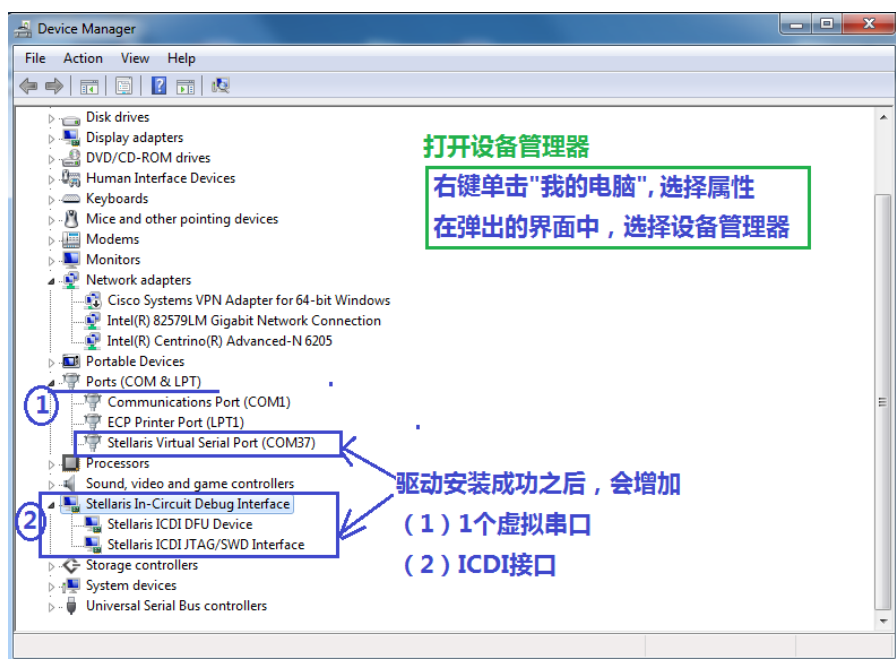 Device Manager
File Action View Help
Disk drives
Display adapters
DVD/CD-ROM drives
Human Interface Devices
Keyboards
Mice and other pointing devices
Modems
Monitors
Network adapters
Cisco Systems VPN Adapter for 64-bit Windows
Intel(R) 82579LM Gigabit Network Connection
Intel(R) Centrino(R) Advanced-N 6205
Portable Devices
Ports (COM & LPT)
Communications Port (COM1)
ECP Printer Port (LPT1)
Stellaris Virtual Serial Port (COM37)
Processors
Sound, video and game controllers
Stellaris In-Circuit Debug Interface
Stellaris ICDI DFU Device
Stellaris ICDI JTAG/SWD Interface
Storage controllers
System devices
Universal Serial Bus controllers
打开设备管理器
右键单击"我的电脑",选择属性
在弹出的界面中，选择设备管理器
1
2
驱动安装成功之后，会增加
（1）1个虚拟串口
（2）ICDI接口